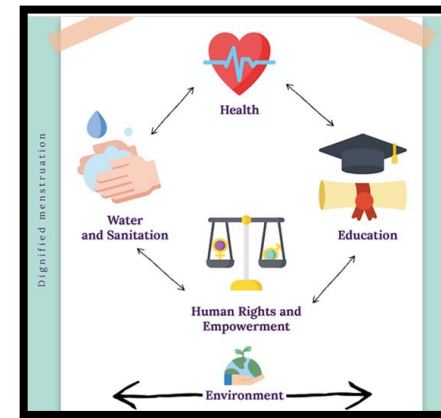 Dignified menstruation
Health
Water
and Sanitation
Education
Human Rights and
Empowerment
Environment